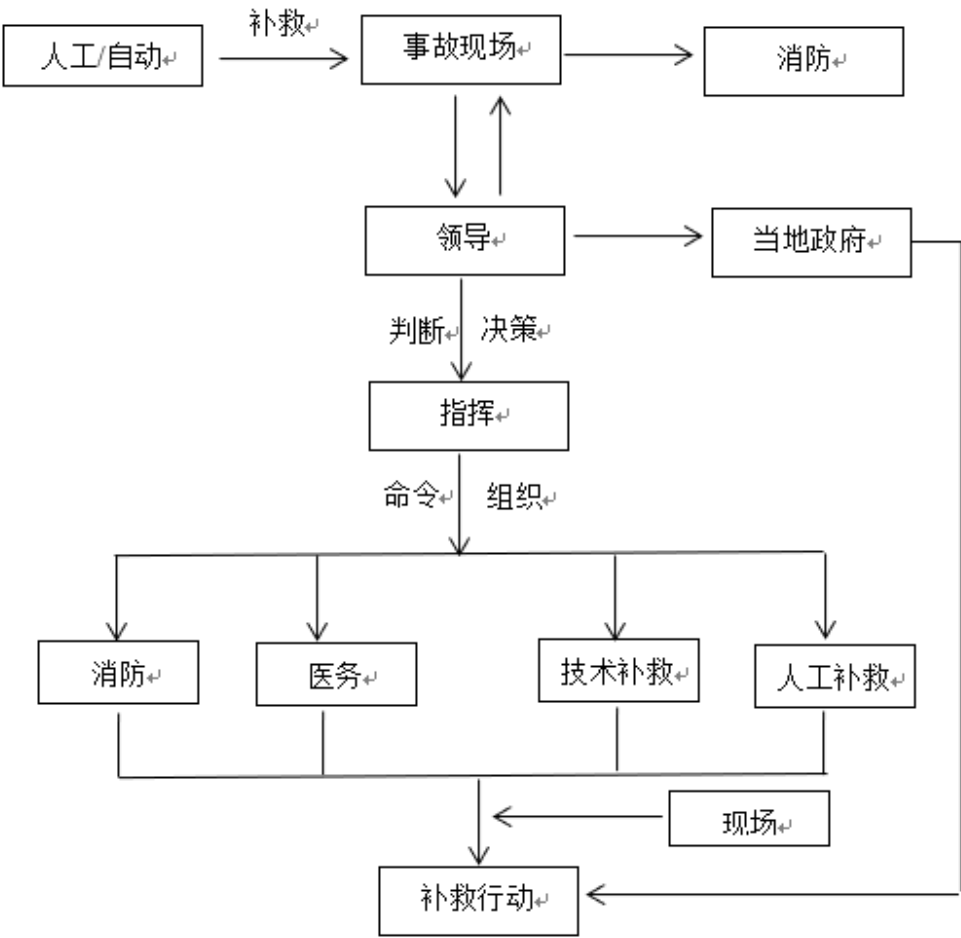 补救
人工/自动
事故现场
消防
领导
当地政府
判断 决策
指挥
命令 组织
消防
医务
技术补救
人工补救
现场
补救行动